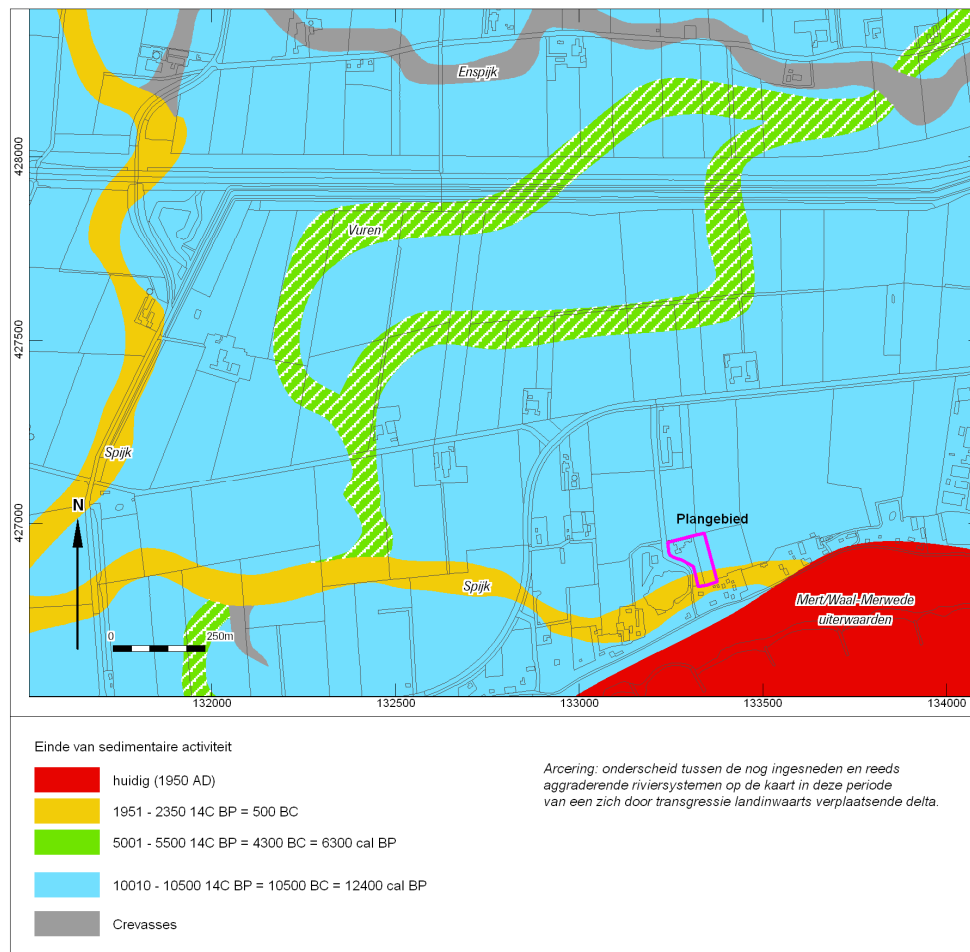 Enspijk
428000
Vuren
427500
Spijk
N
427000
Plangebied
Spijk
Mert/Waal-Merwede
uiterwaarden
0
250m
132000
132500
133000
133500
134000
Einde van sedimentaire activiteit
huidig (1950 AD)
1951 - 2350 14C BP = 500 BC
5001 - 5500 14C BP = 4300 BC = 6300 cal BP
10010 - 10500 14C BP = 10500 BC = 12400 cal BP
Crevasses
Arcering: onderscheid tussen de nog ingesneden en reeds
aggraderende riviersystemen op de kaart in deze periode
van een zich door transgressie landinwaarts verplaatsende delta.